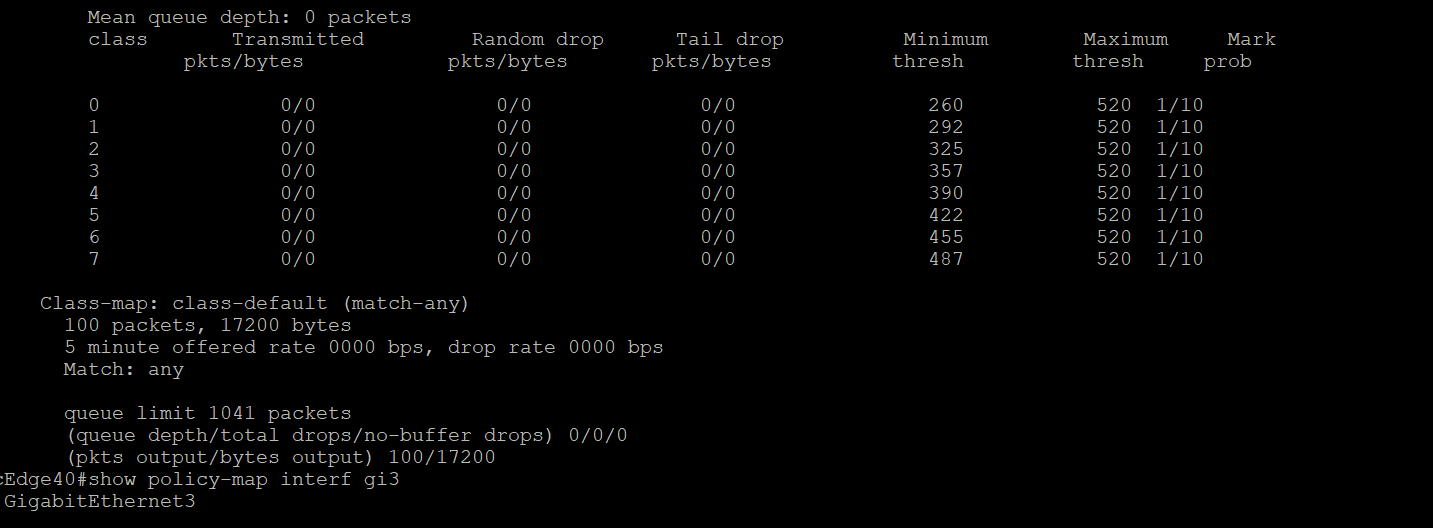 Mean queue depth: 0 packets
class Transmitted Random drop Tail drop Minimum Maximum Mark
pkts/bytes pkts/bytes pkts/bytes thresh thresh prob
0 0/0 0/0 0/0 260 520 1/10
1 0/0 0/0 0/0 292 520 1/10
2 0/0 0/0 0/0 325 520 1/10
3 0/0 0/0 0/0 357 520 1/10
4 0/0 0/0 0/0 390 520 1/10
5 0/0 0/0 0/0 422 520 1/10
6 0/0 0/0 0/0 455 520 1/10
7 0/0 0/0 0/0 487 520 1/10
Class-map: class-default (match-any)
100 packets, 17200 bytes
5 minute offered rate 0000 bps, drop rate 0000 bps
Match: any
queue limit 1041 packets
(queue depth/total drops/no-buffer drops) 0/0/0
(pkts output/bytes output) 100/17200
cEdge40#show policy-map interf gi3
GigabitEthernet3